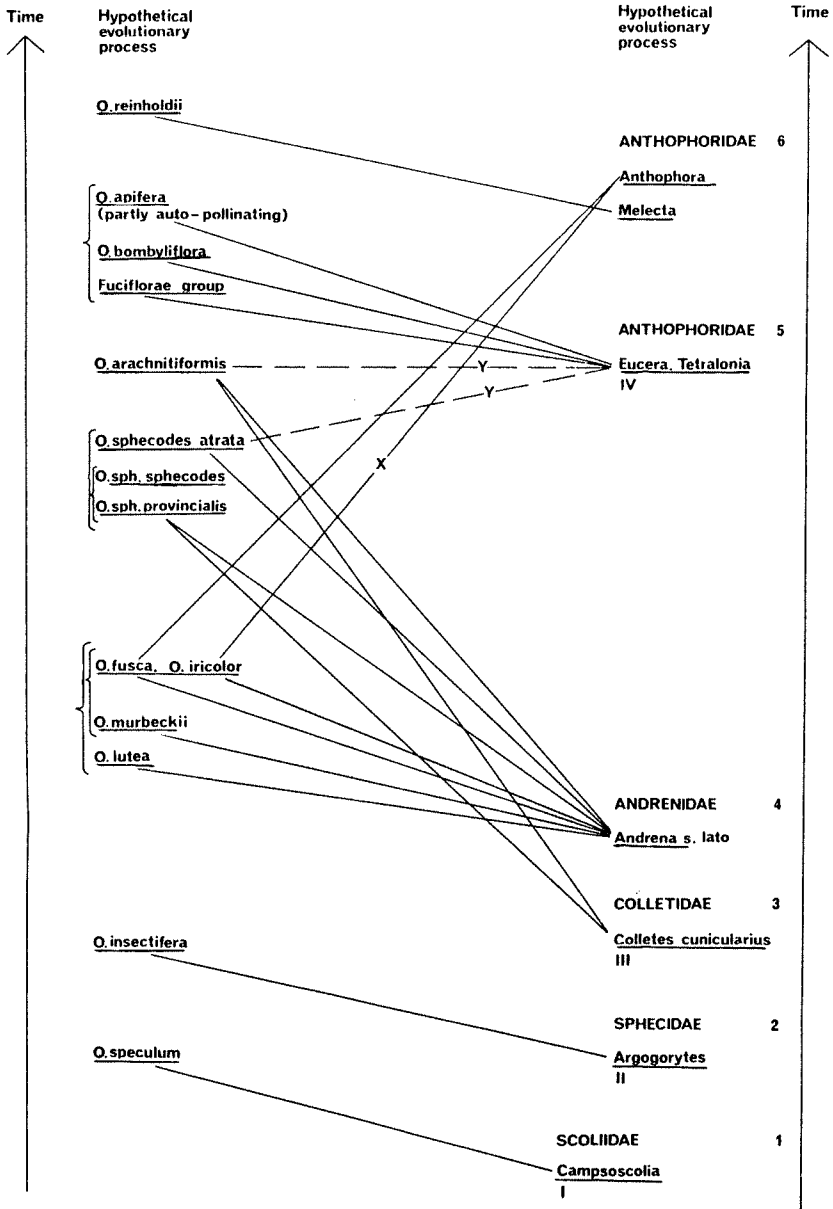 Time
Hypothetical
evolutionary
process
Hypothetical
evolutionary
process
Time
O. reinholdii
ANTHOPHORIDAE 6
Anthophora
O. apifera
(partly auto-pollinating)
Melecta
O. bombyliflora
Fuciflorae group
ANTHOPHORIDAE 5
O. arachnitiformis
Y
Eucera, Tetralonia
IV
Y
O. sphecodes atrata
X
O. sph. sphecodes
O. sph. provincialis
O. fusca, O. iricolor
O. murbeckii
O. lutea
ANDRENIDAE 4
Andrena s. lato
COLLETIDAE 3
O. insectifera
Colletes cunicularius
III
SPHECIDAE 2
O. speculum
Argogorytes
II
SCOLIIDAE 1
Campsoscolia
I